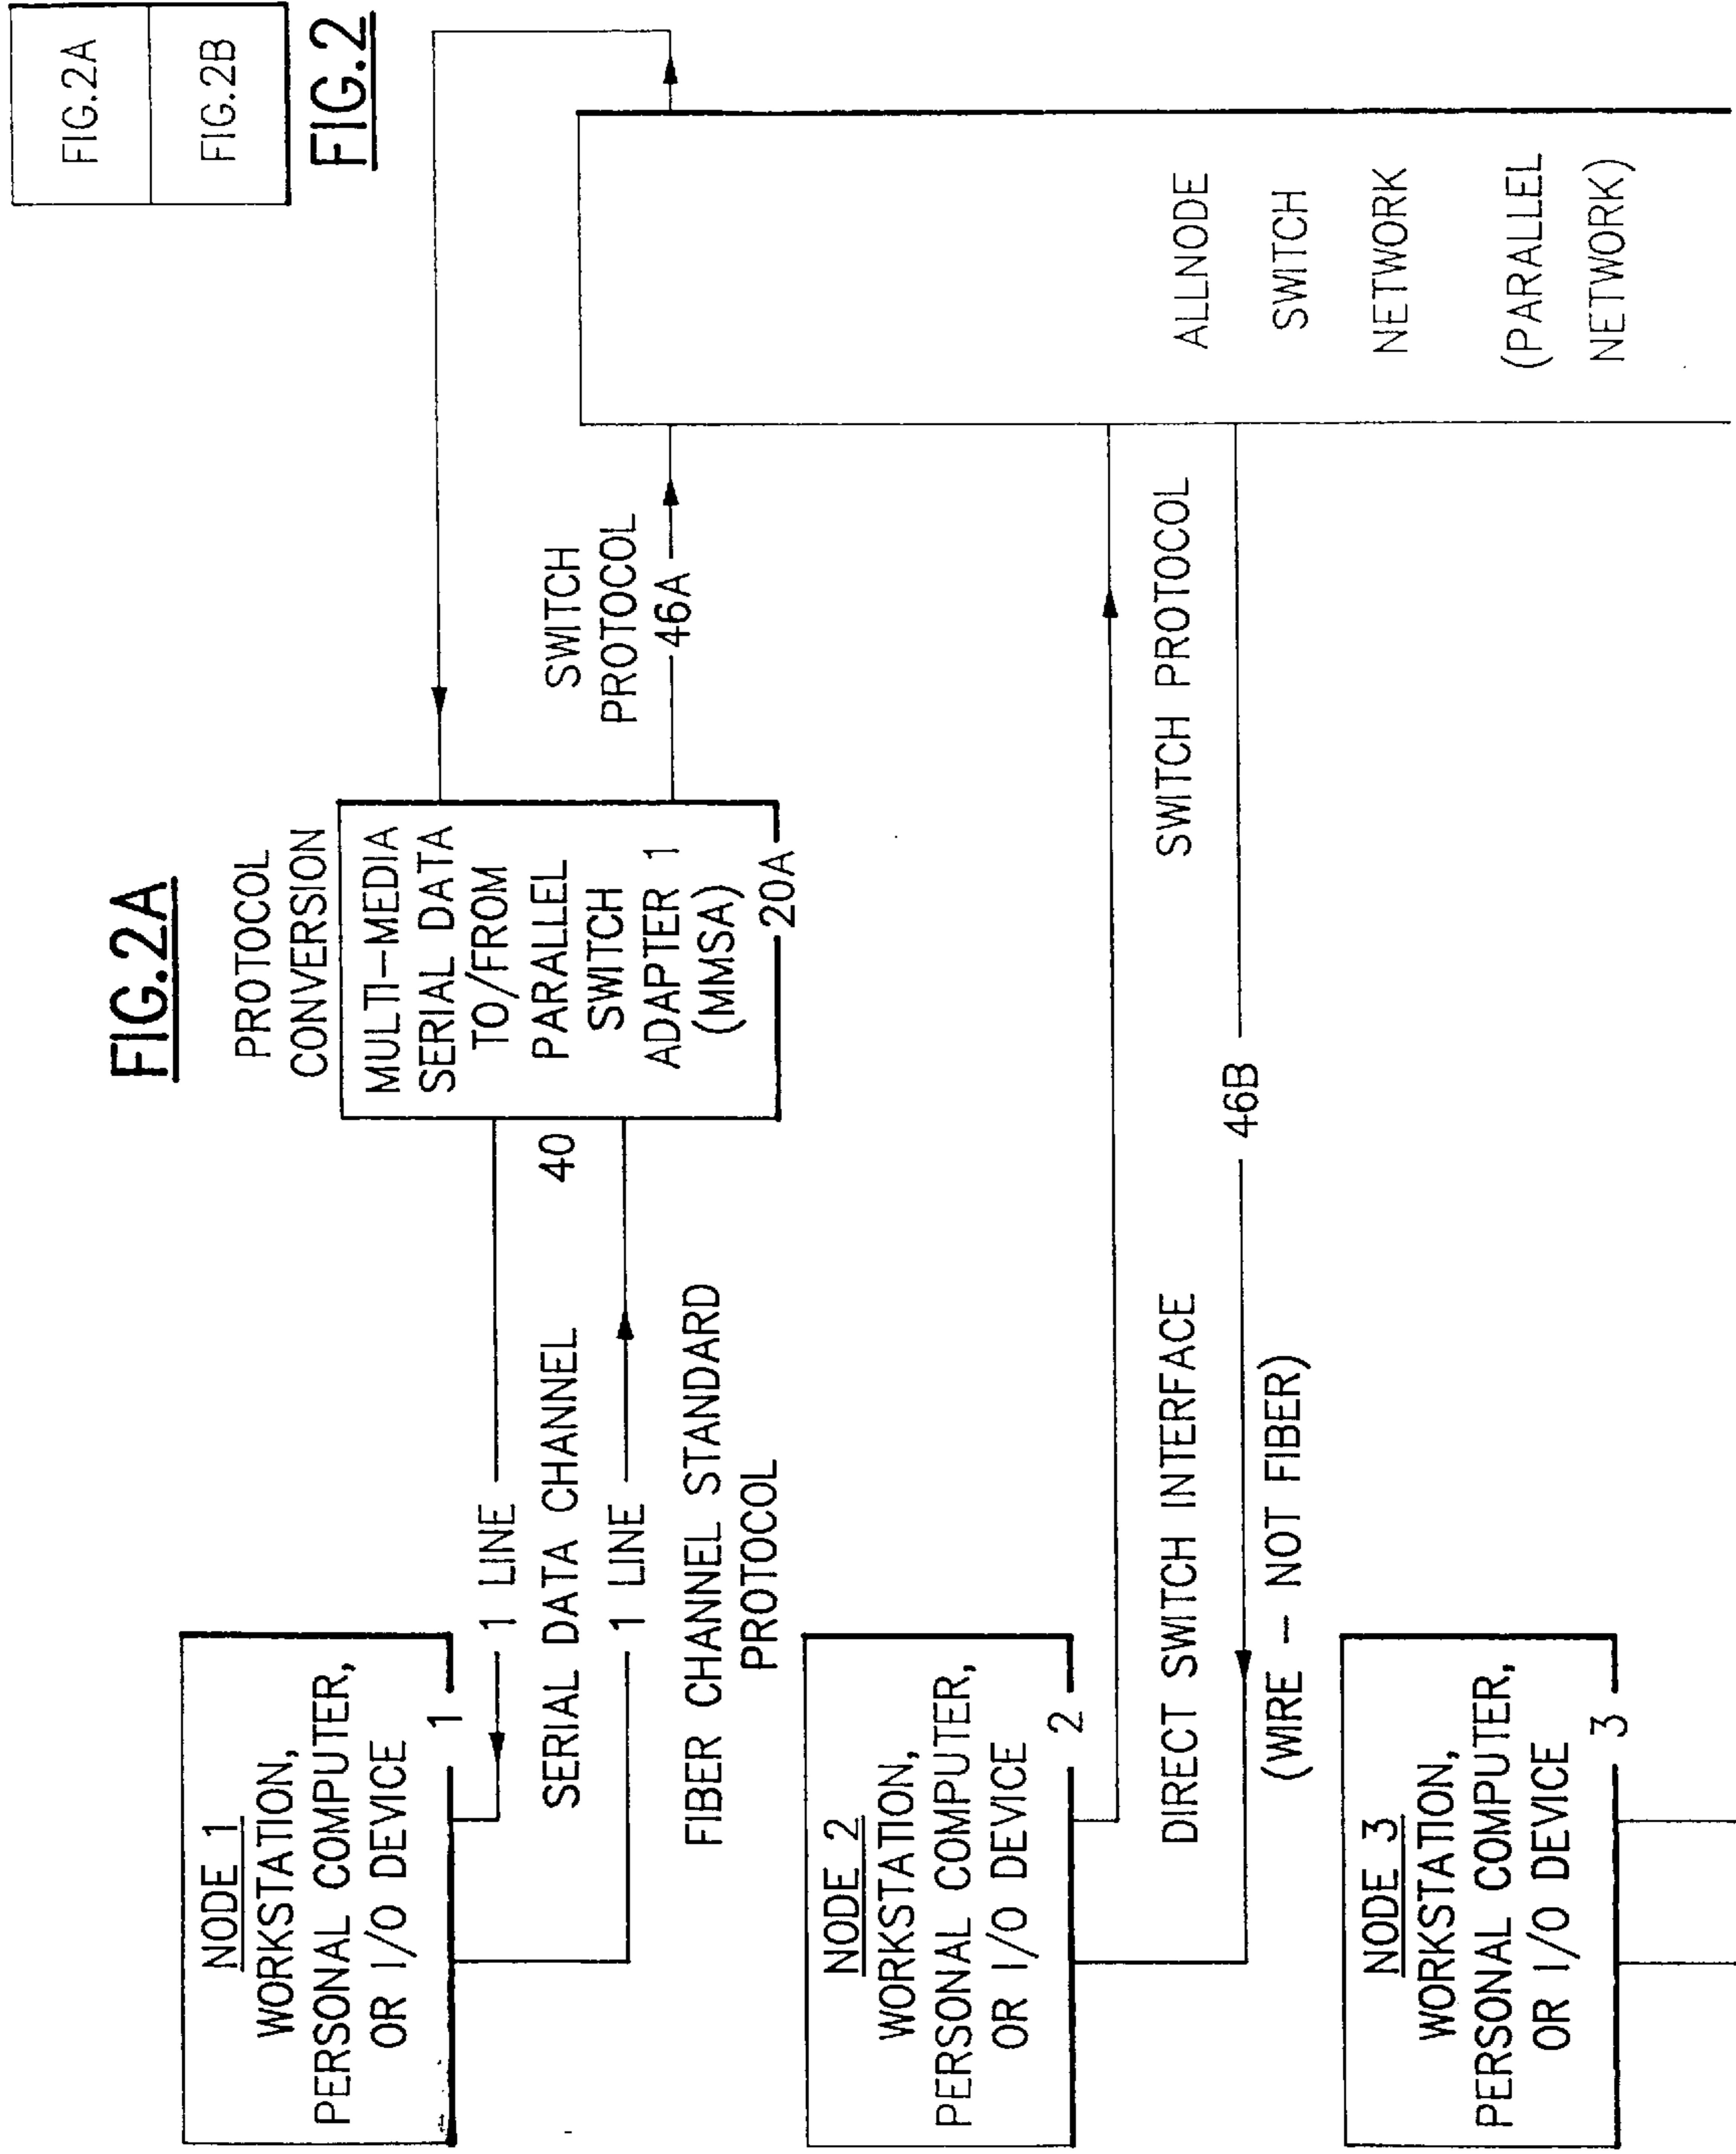 FIG.2A
FIG.2B
FIG.2
FIG.2A
PROTOCOL
CONVERSION
NODE 1
WORKSTATION,
PERSONAL COMPUTER,
OR I/O DEVICE
1
1 LINE
SERIAL DATA CHANNEL
40
1 LINE
FIBER CHANNEL STANDARD
PROTOCOL
MULTI-MEDIA
SERIAL DATA
TO/FROM
PARALLEL
SWITCH
ADAPTER 1
(MMSA)
20A
SWITCH
PROTOCOL
46A
NODE 2
WORKSTATION,
PERSONAL COMPUTER,
OR I/O DEVICE
2
DIRECT SWITCH INTERFACE
SWITCH PROTOCOL
46B
(WIRE - NOT FIBER)
ALLNODE
SWITCH
NETWORK
(PARALLEL
NETWORK)
NODE 3
WORKSTATION,
PERSONAL COMPUTER,
OR I/O DEVICE
3